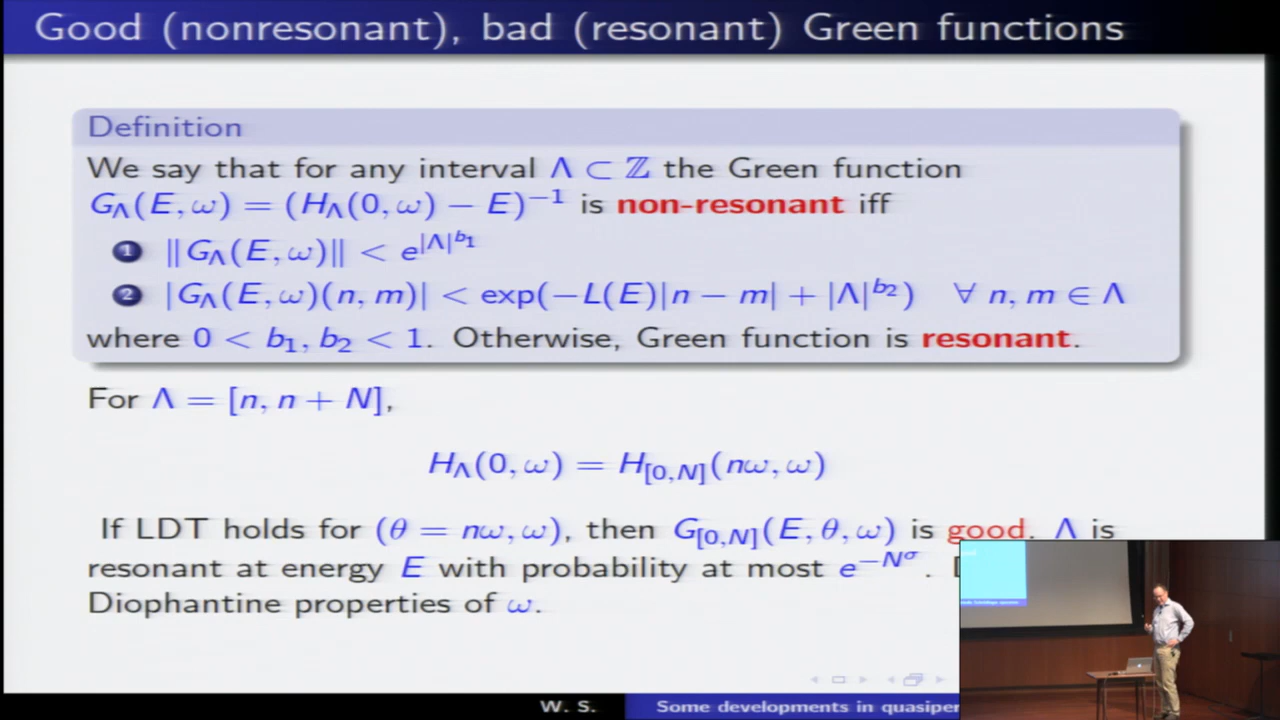 Good (nonresonant), bad (resonant) Green functions
Definition
We say that for any interval Λ ⊂ ℤ the Green function
G_Λ(E, ω) = (H_Λ(0, ω) − E)^{−1} is non-resonant iff
1 ‖G_Λ(E, ω)‖ < e^{|Λ|^{b_1}}
2 |G_Λ(E, ω)(n, m)| < exp(−L(E)|n − m| + |Λ|^{b_2}) ∀ n, m ∈ Λ
where 0 < b_1, b_2 < 1. Otherwise, Green function is resonant.
For Λ = [n, n + N],
H_Λ(0, ω) = H_{[0,N]}(nω, ω)
If LDT holds for (θ = nω, ω), then G_{[0,N]}(E, θ, ω) is good. Λ is
resonant at energy E with probability at most e^{−N^σ}.
Diophantine properties of ω.
W. S.
Some developments in